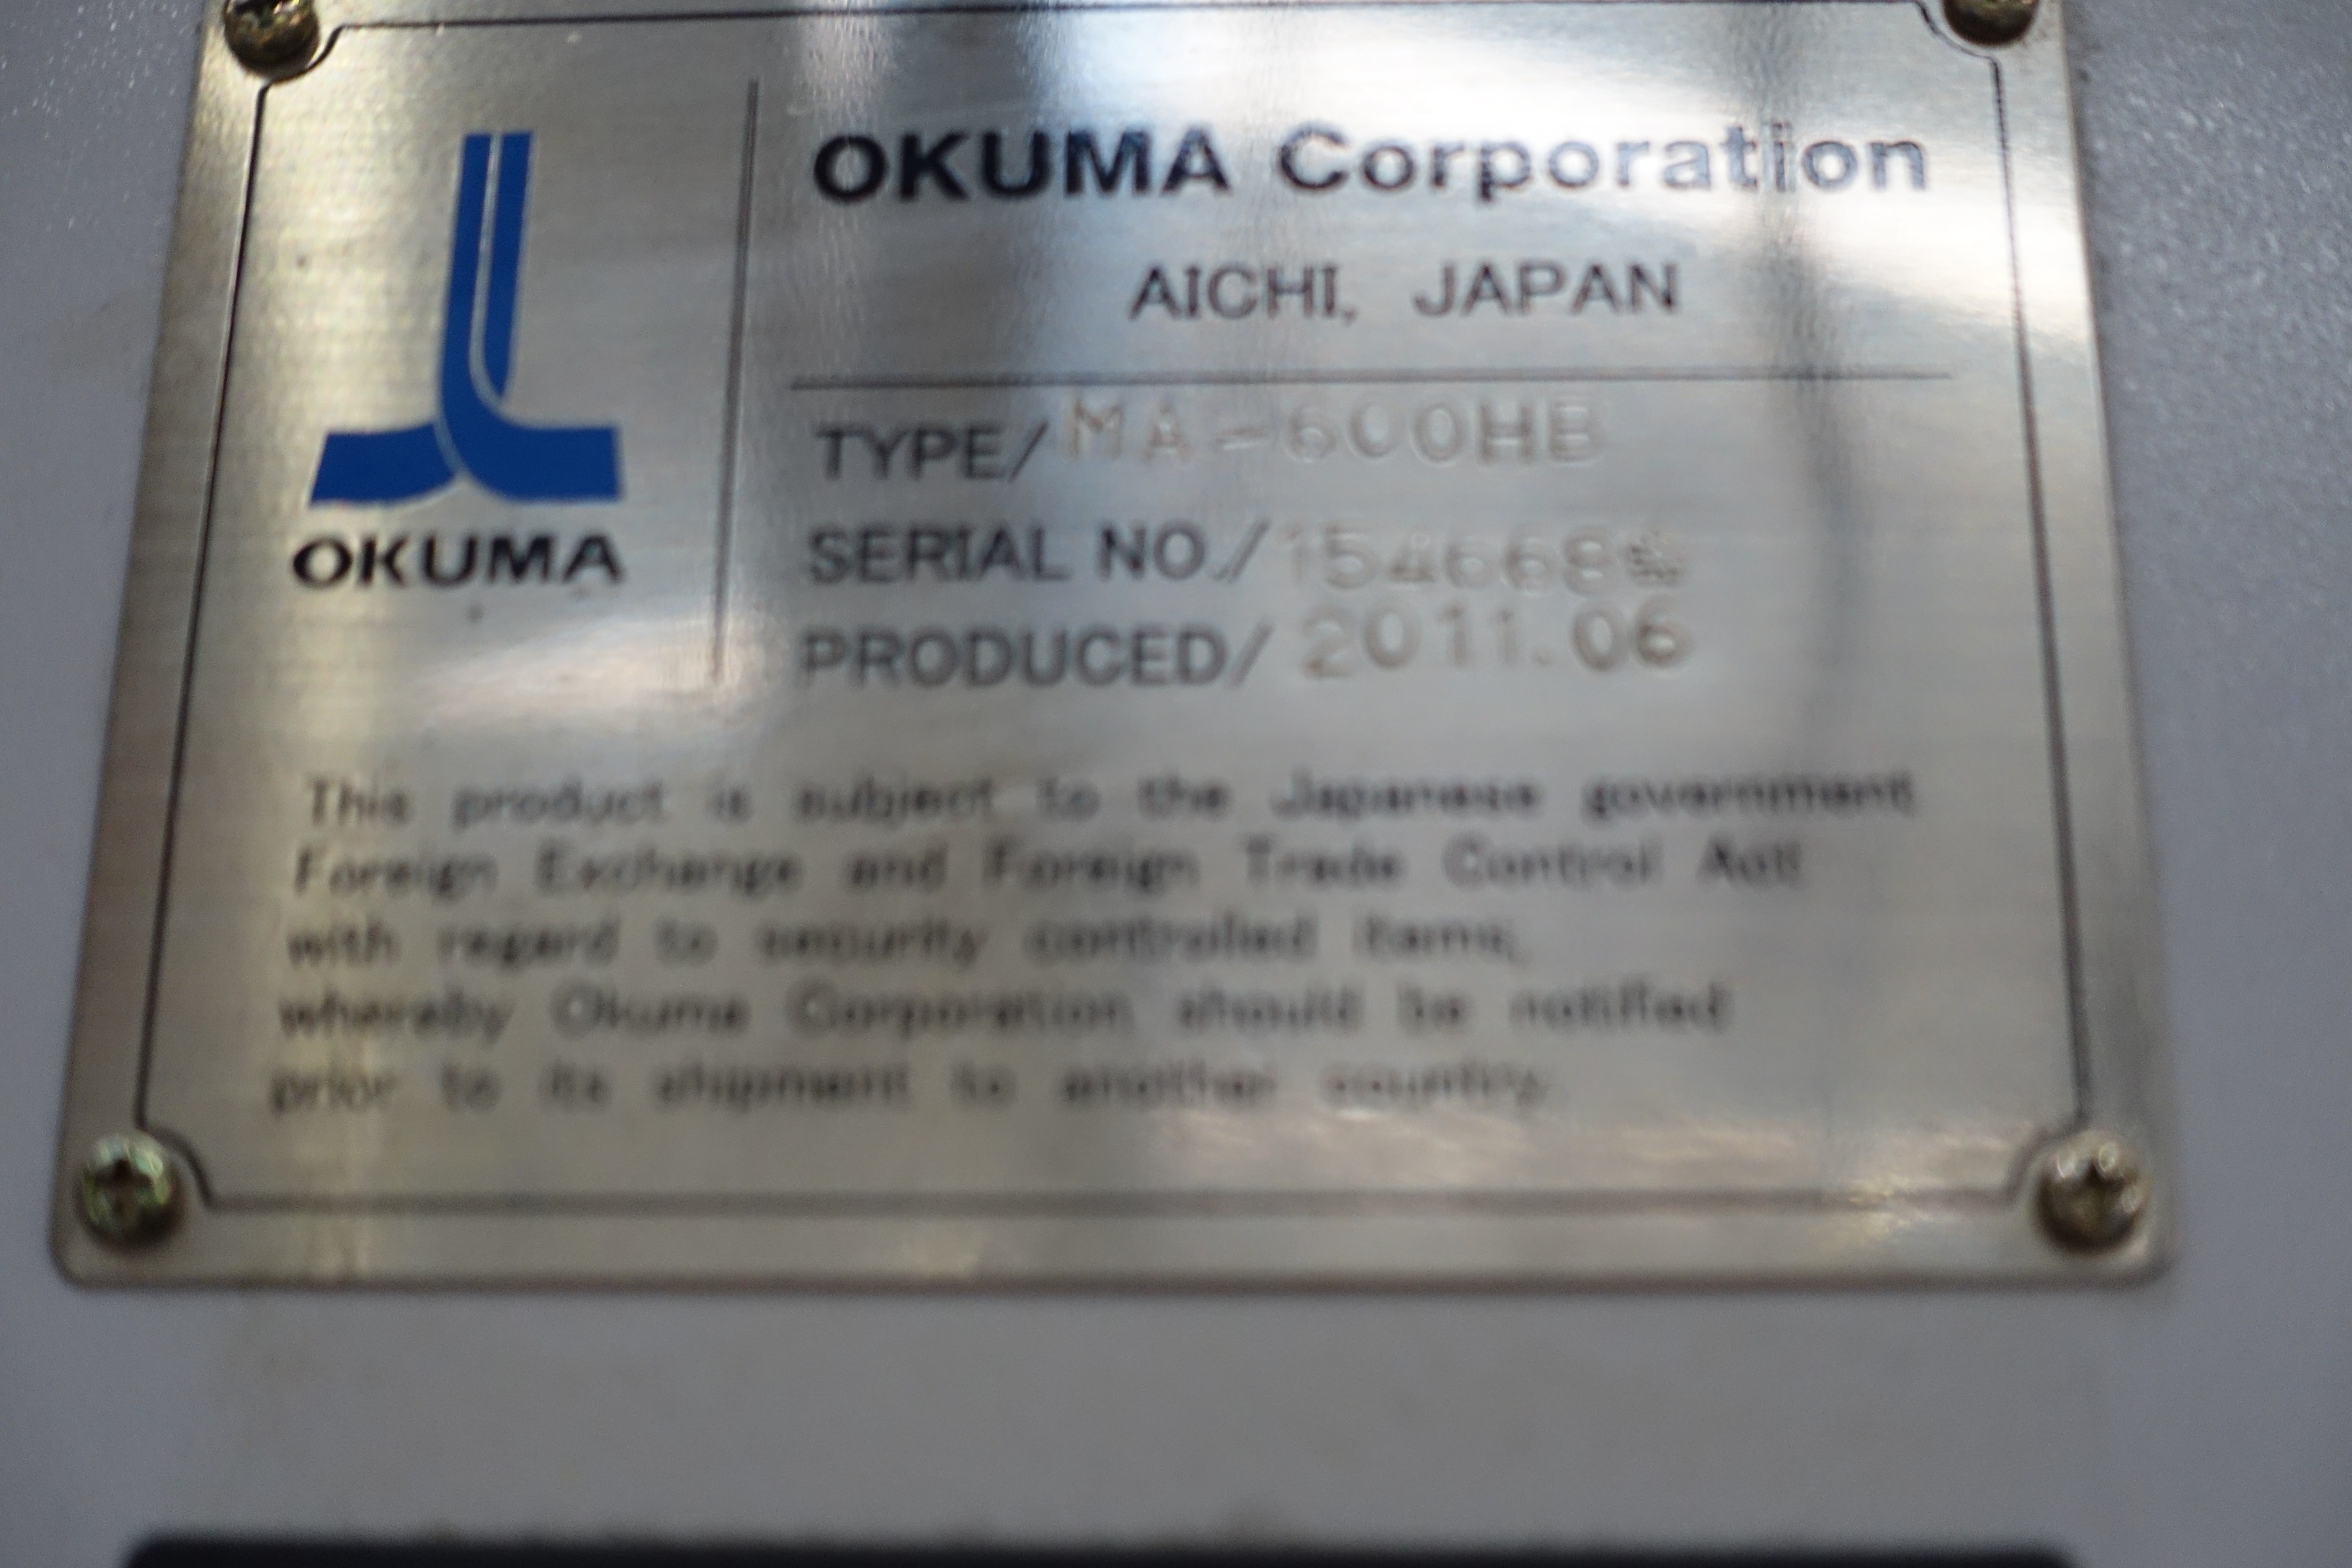 OKUMA Corporation
AICHI, JAPAN
OKUMA
TYPE/MA-600HB
SERIAL NO./
PRODUCED/2011.06
This product is subject to the Japanese government
Foreign Exchange and Foreign Trade Control Act
with regard to security controlled items,
whereby Okuma Corporation should be notified
prior to its shipment to another country.